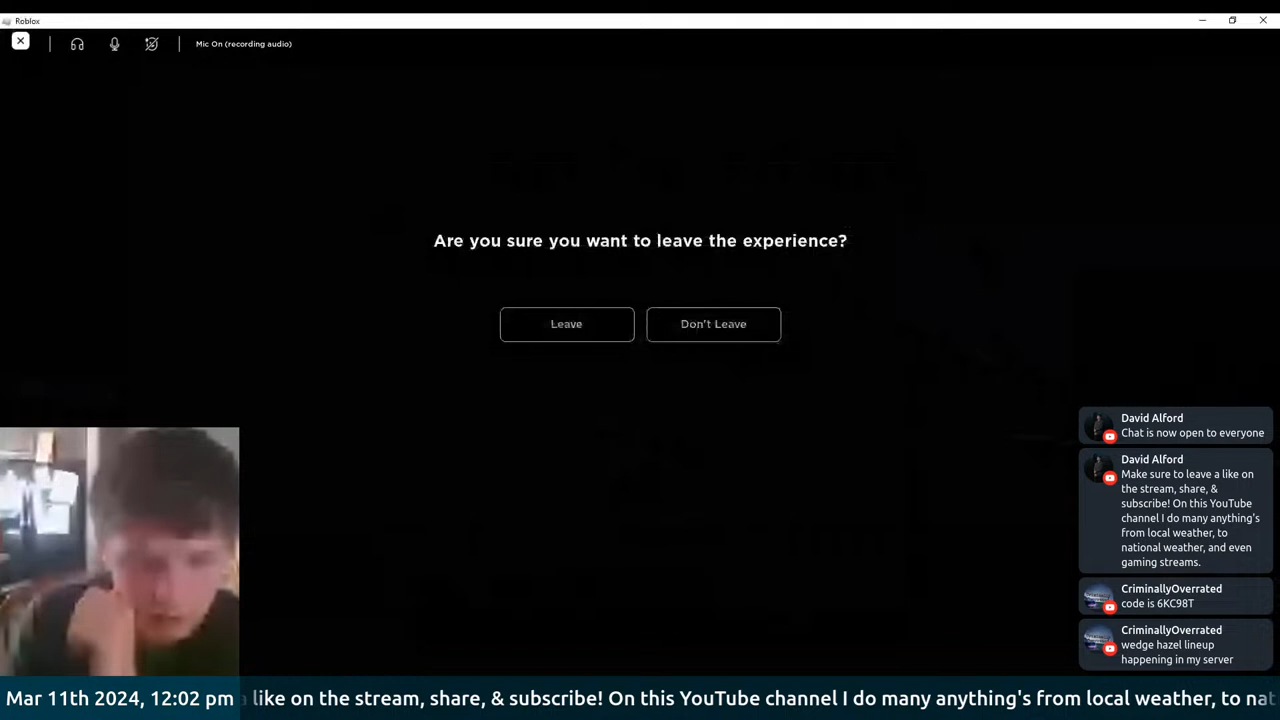 Roblox
Mic On (recording audio)
Are you sure you want to leave the experience?
Leave
Don't Leave
David Alford
Chat is now open to everyone
David Alford
Make sure to leave a like on
the stream, share, &
subscribe! On this YouTube
channel I do many anything's
from local weather, to
national weather, and even
gaming streams.
CriminallyOverrated
code is 6KC98T
CriminallyOverrated
wedge hazel lineup
happening in my server
Mar 11th 2024, 12:02 pm
like on the stream, share, & subscribe! On this YouTube channel I do many anything's from local weather, to nat